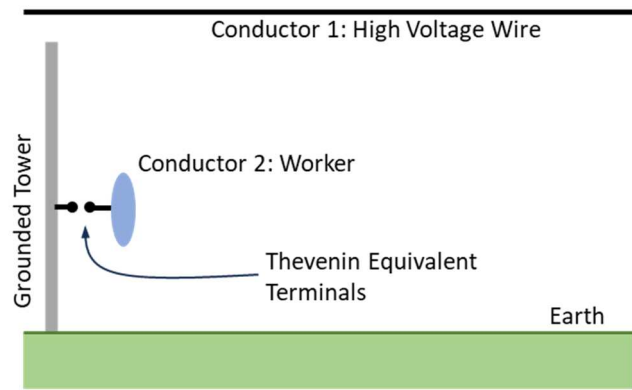 Conductor 1: High Voltage Wire
Grounded Tower
Conductor 2: Worker
Thevenin Equivalent
Terminals
Earth